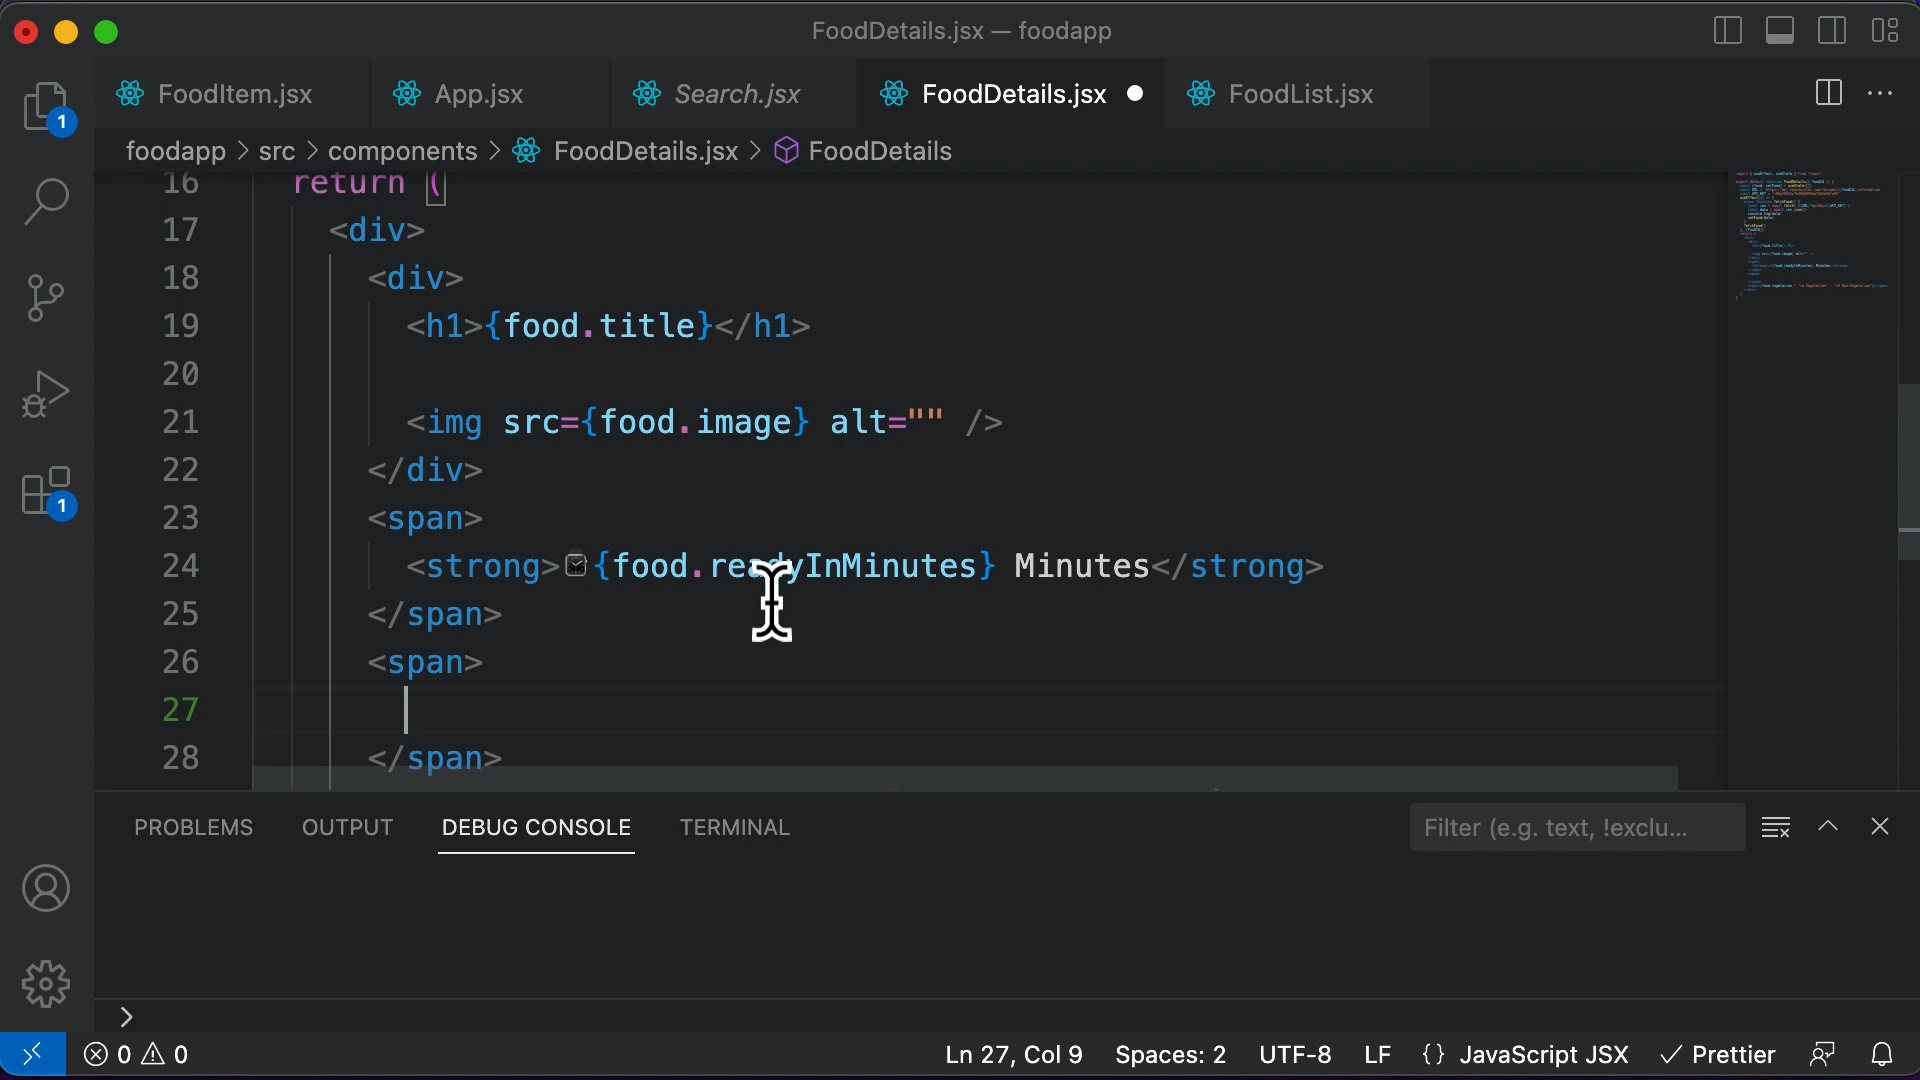 FoodDetails.jsx — foodapp
FoodItem.jsx App.jsx Search.jsx FoodDetails.jsx FoodList.jsx
1
foodapp > src > components > FoodDetails.jsx > FoodDetails
16 return (
17 <div>
18 <div>
19 <h1>{food.title}</h1>
20
21 <img src={food.image} alt="" />
22 </div>
23 <span>
24 <strong>⌚{food.readyInMinutes} Minutes</strong>
25 </span>
26 <span>
27
28 </span>
1
PROBLEMS OUTPUT DEBUG CONSOLE TERMINAL Filter (e.g. text, !exclu...
>
0 0 Ln 27, Col 9 Spaces: 2 UTF-8 LF {} JavaScript JSX ✓ Prettier